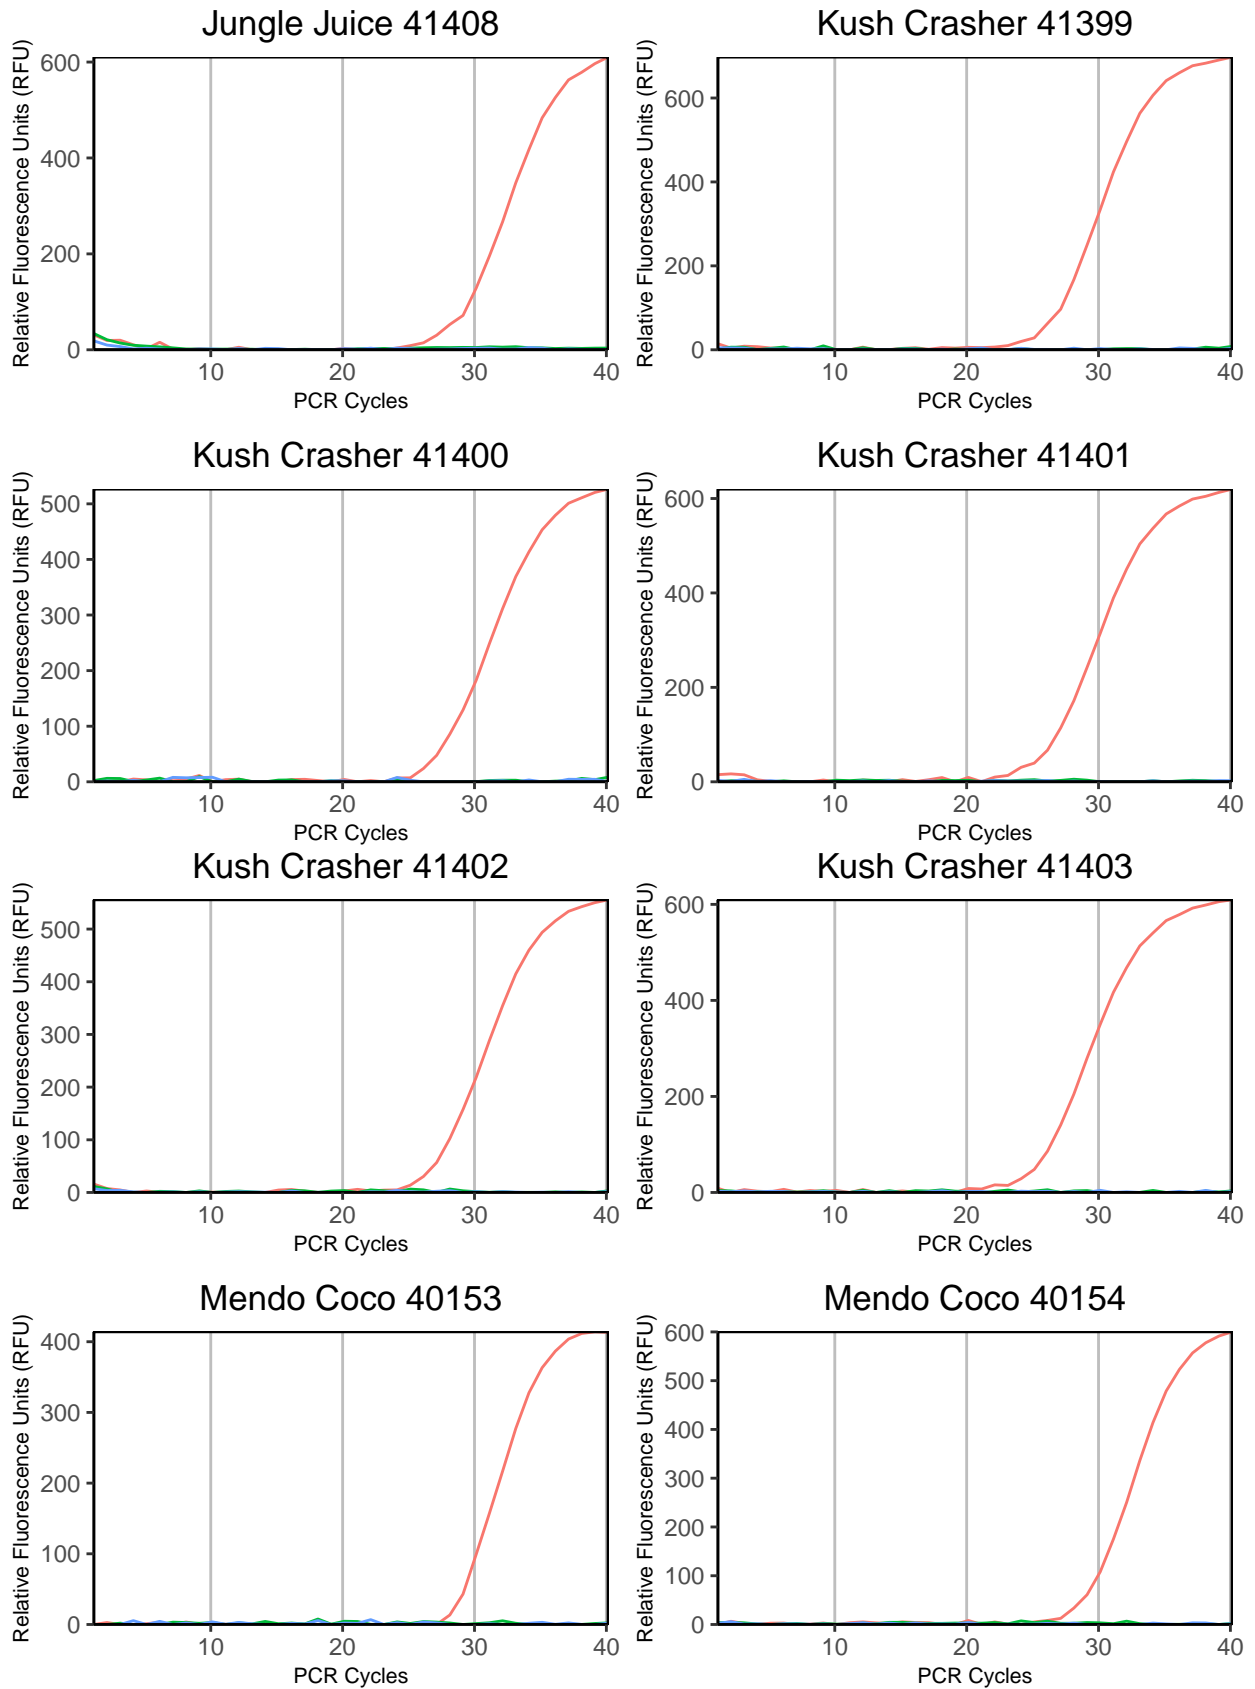 Jungle Juice 41408
Relative Fluorescence Units (RFU)
600
400
200
0
10 20 30 40
PCR Cycles
Kush Crasher 41399
Relative Fluorescence Units (RFU)
600
400
200
0
10 20 30 40
PCR Cycles
Kush Crasher 41400
Relative Fluorescence Units (RFU)
500
400
300
200
100
0
10 20 30 40
PCR Cycles
Kush Crasher 41401
Relative Fluorescence Units (RFU)
600
400
200
0
10 20 30 40
PCR Cycles
Kush Crasher 41402
Relative Fluorescence Units (RFU)
500
400
300
200
100
0
10 20 30 40
PCR Cycles
Kush Crasher 41403
Relative Fluorescence Units (RFU)
600
400
200
0
10 20 30 40
PCR Cycles
Mendo Coco 40153
Relative Fluorescence Units (RFU)
400
300
200
100
0
10 20 30 40
PCR Cycles
Mendo Coco 40154
Relative Fluorescence Units (RFU)
600
500
400
300
200
100
0
10 20 30 40
PCR Cycles